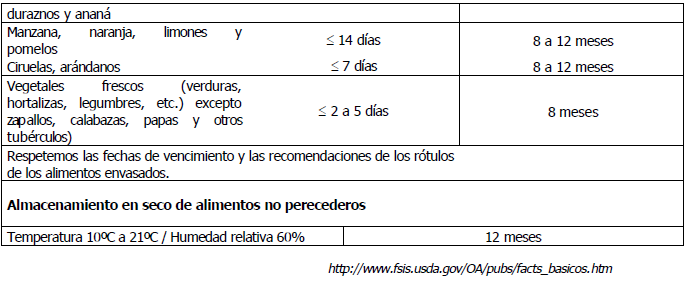 duraznos y ananá
Manzana, naranja, limones y
pomelos
≤ 14 días
8 a 12 meses
Ciruelas, arándanos
≤ 7 días
8 a 12 meses
Vegetales frescos (verduras,
hortalizas, legumbres, etc.) excepto
zapallos, calabazas, papas y otros
tubérculos)
≤ 2 a 5 días
8 meses
Respetemos las fechas de vencimiento y las recomendaciones de los rótulos
de los alimentos envasados.
Almacenamiento en seco de alimentos no perecederos
Temperatura 10ºC a 21ºC / Humedad relativa 60%
12 meses
http://www.fsis.usda.gov/OA/pubs/facts_basicos.htm